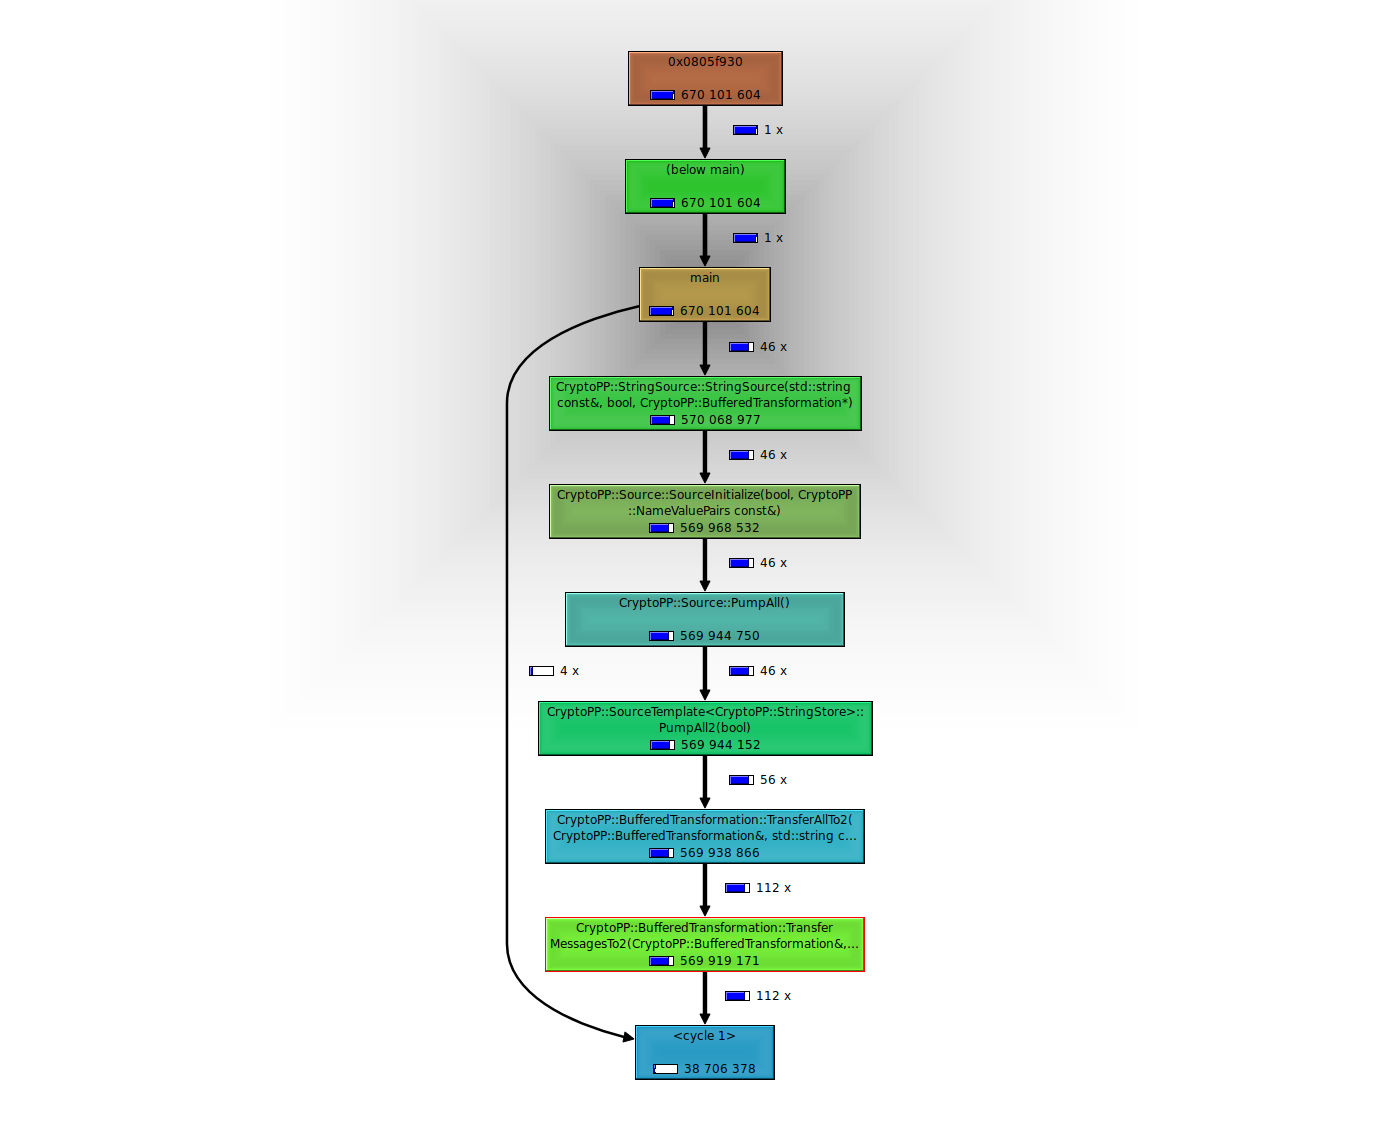 0x0805f930
670 101 604
1 x
(below main)
670 101 604
1 x
main
670 101 604
46 x
CryptoPP::StringSource::StringSource(std::string
const&, bool, CryptoPP::BufferedTransformation*)
570 068 977
46 x
CryptoPP::Source::SourceInitialize(bool, CryptoPP
::NameValuePairs const&)
569 968 532
46 x
CryptoPP::Source::PumpAll()
569 944 750
4 x
46 x
CryptoPP::SourceTemplate<CryptoPP::StringStore>::
PumpAll2(bool)
569 944 152
56 x
CryptoPP::BufferedTransformation::TransferAllTo2(
CryptoPP::BufferedTransformation&, std::string c...
569 938 866
112 x
CryptoPP::BufferedTransformation::Transfer
MessagesTo2(CryptoPP::BufferedTransformation&,...
569 919 171
112 x
<cycle 1>
38 706 378